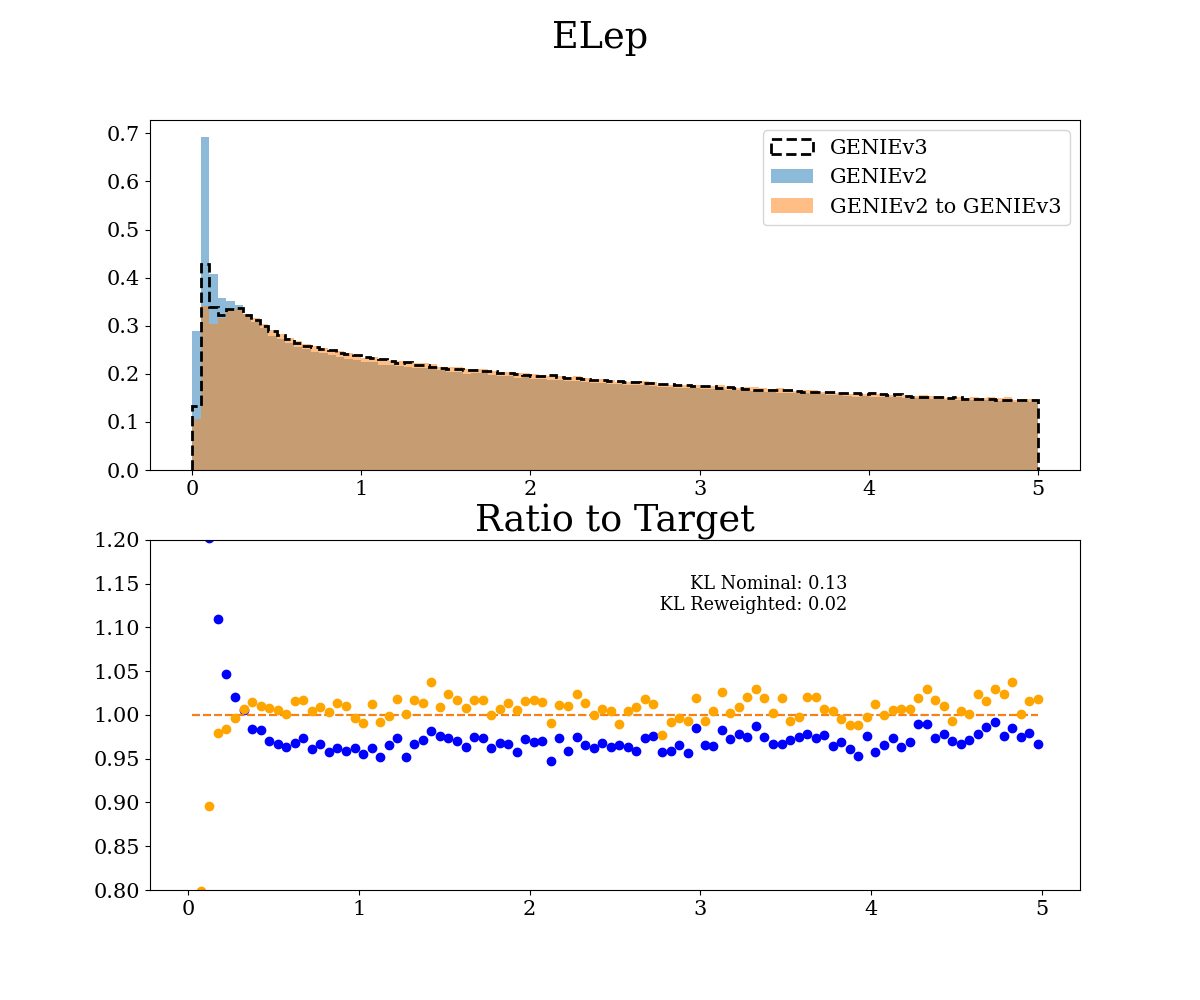 ELep
0.7
0.6
0.5
0.4
0.3
0.2
0.1
0.0
GENIEv3
GENIEv2
GENIEv2 to GENIEv3
0 1 2 3 4 5
Ratio to Target
1.20
1.15
1.10
1.05
1.00
0.95
0.90
0.85
0.80
KL Nominal: 0.13
KL Reweighted: 0.02
0 1 2 3 4 5